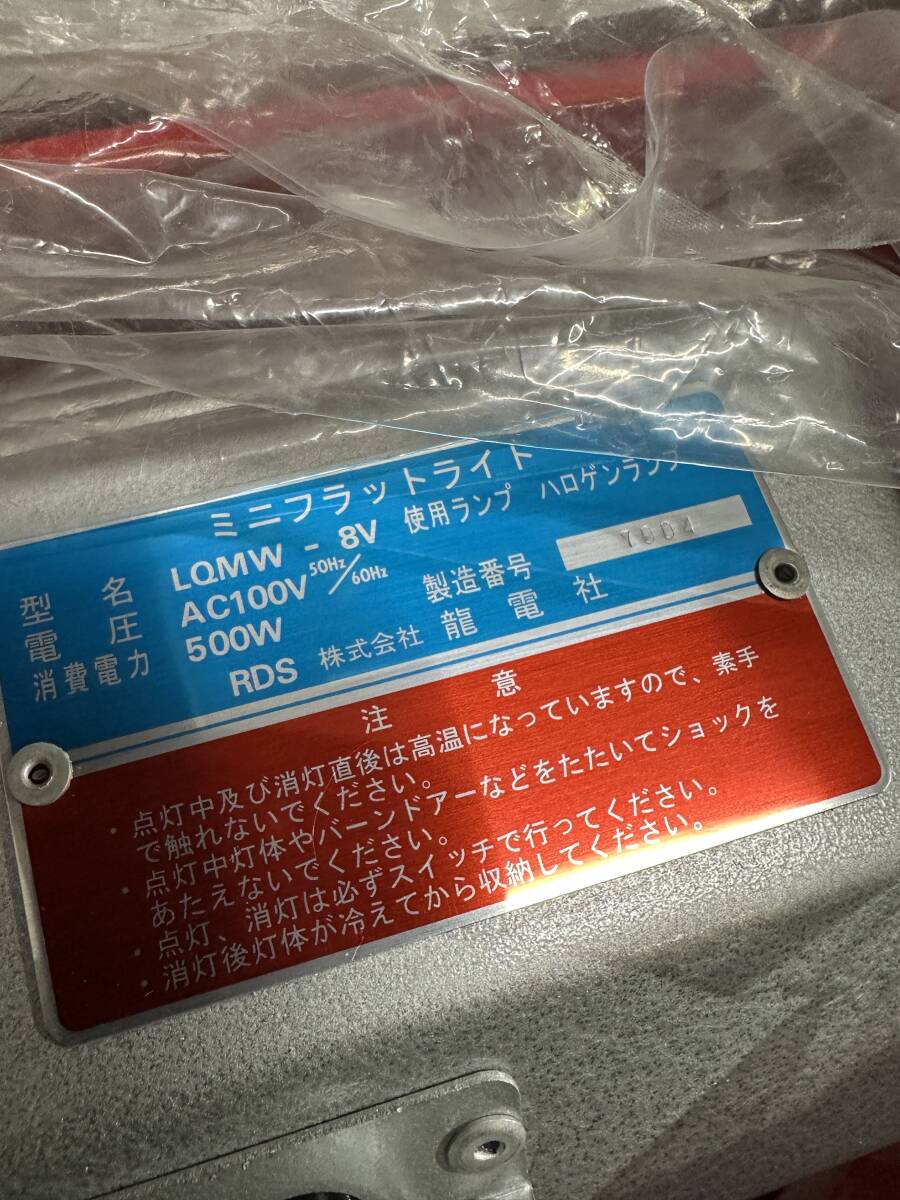 ミニフラットライト
型名 LQMW-8V 使用ランプ ハロゲンランプ
電圧 AC100V 50Hz/60Hz 製造番号 7004
消費電力 500W
RDS 株式会社 龍電社
注意
・点灯中及び消灯直後は高温になっていますので、素手
で触れないでください。
・点灯中灯体やバーンドアーなどをたたいてショックを
あたえないでください。
・点灯、消灯は必ずスイッチで行ってください。
・消灯後灯体が冷えてから収納してください。